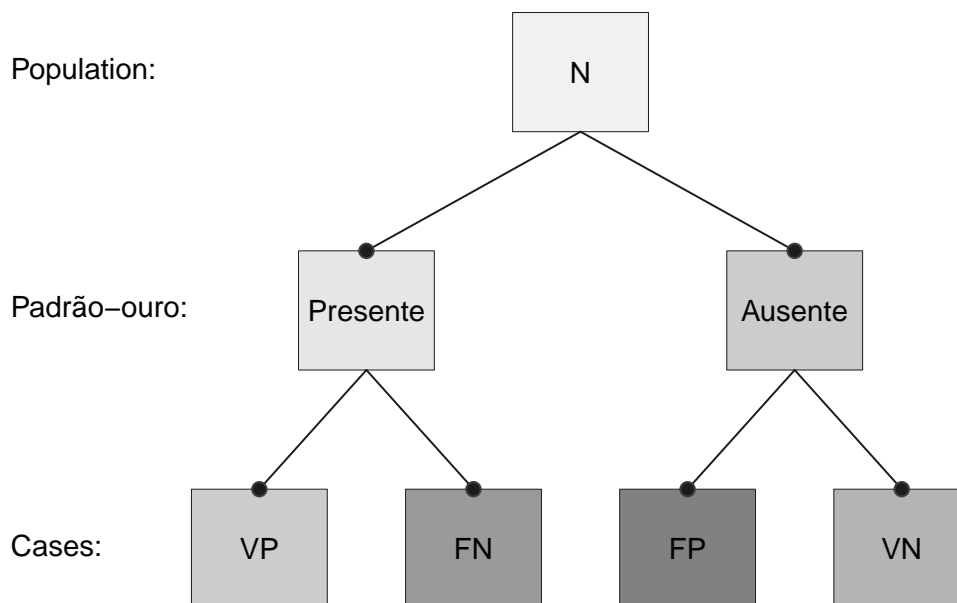 Population:
N
Padrão−ouro:
Presente
Ausente
Cases:
VP
FN
FP
VN